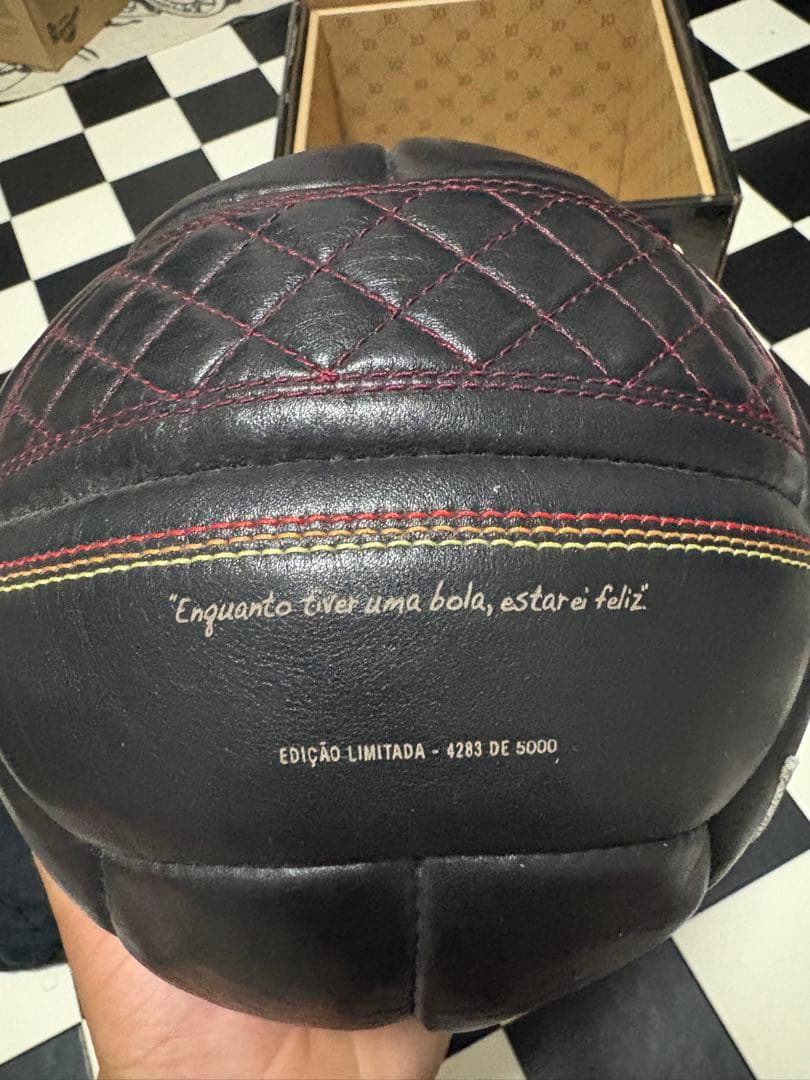 "Enquanto tiver uma bola, estarei feliz".
EDIÇÃO LIMITADA - 4283 DE 5000